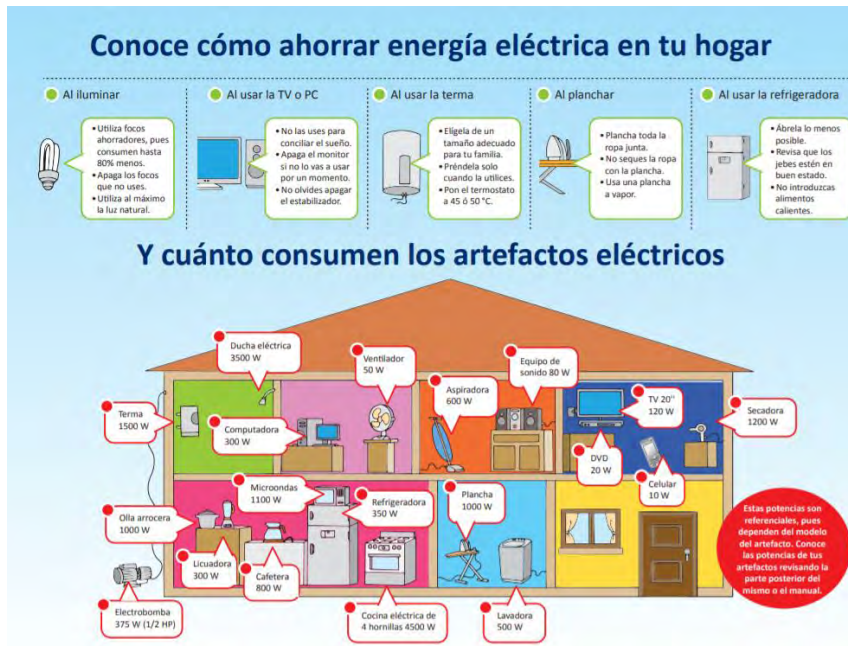 Conoce cómo ahorrar energía eléctrica en tu hogar
Al iluminar
• Utiliza focos
ahorradores, pues
consumen hasta
80% menos.
• Apaga los focos
que no uses.
• Utiliza al máximo
la luz natural.
Al usar la TV o PC
• No las uses para
conciliar el sueño.
• Apaga el monitor
si no lo vas a usar
por un momento.
• No olvides apagar
el estabilizador.
Al usar la terma
• Elígela de un
tamaño adecuado
para tu familia.
• Préndela solo
cuando la utilices.
• Pon el termostato
a 45 ó 50 °C.
Al planchar
• Plancha toda la
ropa junta.
• No seques la ropa
con la plancha.
• Usa una plancha
a vapor.
Al usar la refrigeradora
• Ábrela lo menos
posible.
• Revisa que los
jebes estén en
buen estado.
• No introduzcas
alimentos
calientes.
Y cuánto consumen los artefactos eléctricos
Ducha eléctrica
3500 W
Ventilador
50 W
Equipo de
sonido 80 W
Aspiradora
600 W
TV 20"
120 W
Terma
1500 W
Computadora
300 W
Secadora
1200 W
DVD
20 W
Celular
10 W
Microondas
1100 W
Refrigeradora
350 W
Plancha
1000 W
Olla arrocera
1000 W
Licuadora
300 W
Cafetera
800 W
Electrobomba
375 W (1/2 HP)
Cocina eléctrica de
4 hornillas 4500 W
Lavadora
500 W
Estas potencias son
referenciales, pues
dependen del modelo
del artefacto. Conoce
las potencias de tus
artefactos revisando la
parte posterior del
mismo o el manual.